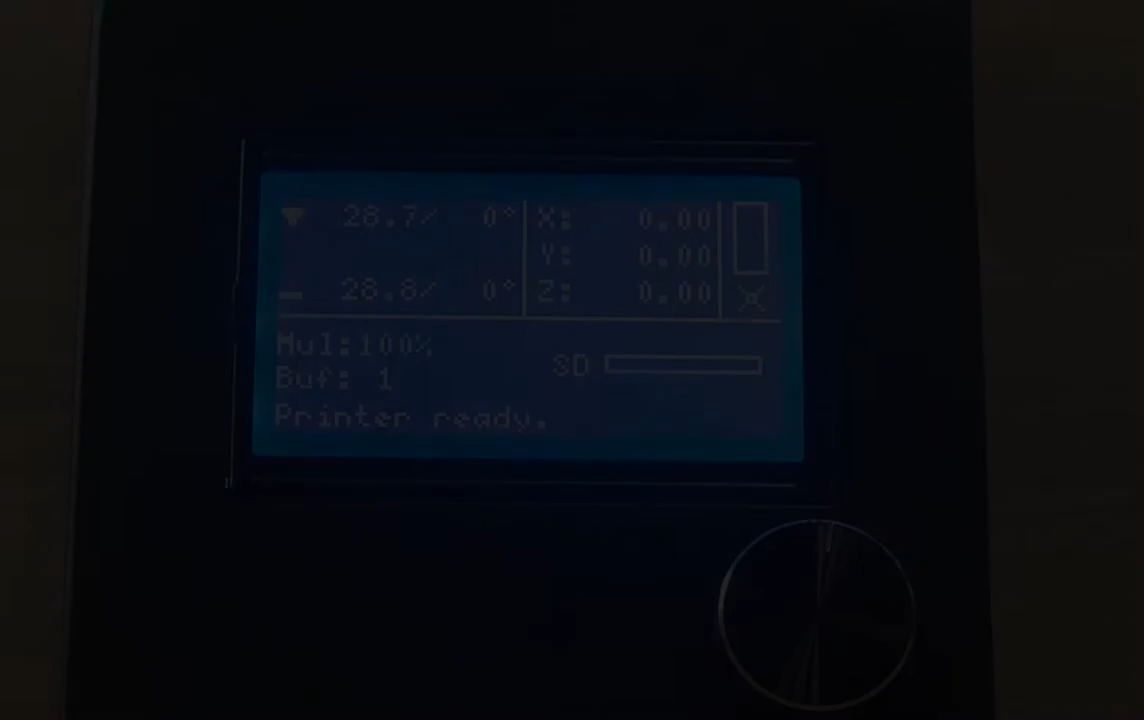 28.7/ 0° X: 0.00
Y: 0.00
28.8/ 0° Z: 0.00
Mul:100%
Buf: 1
SD
Printer ready.